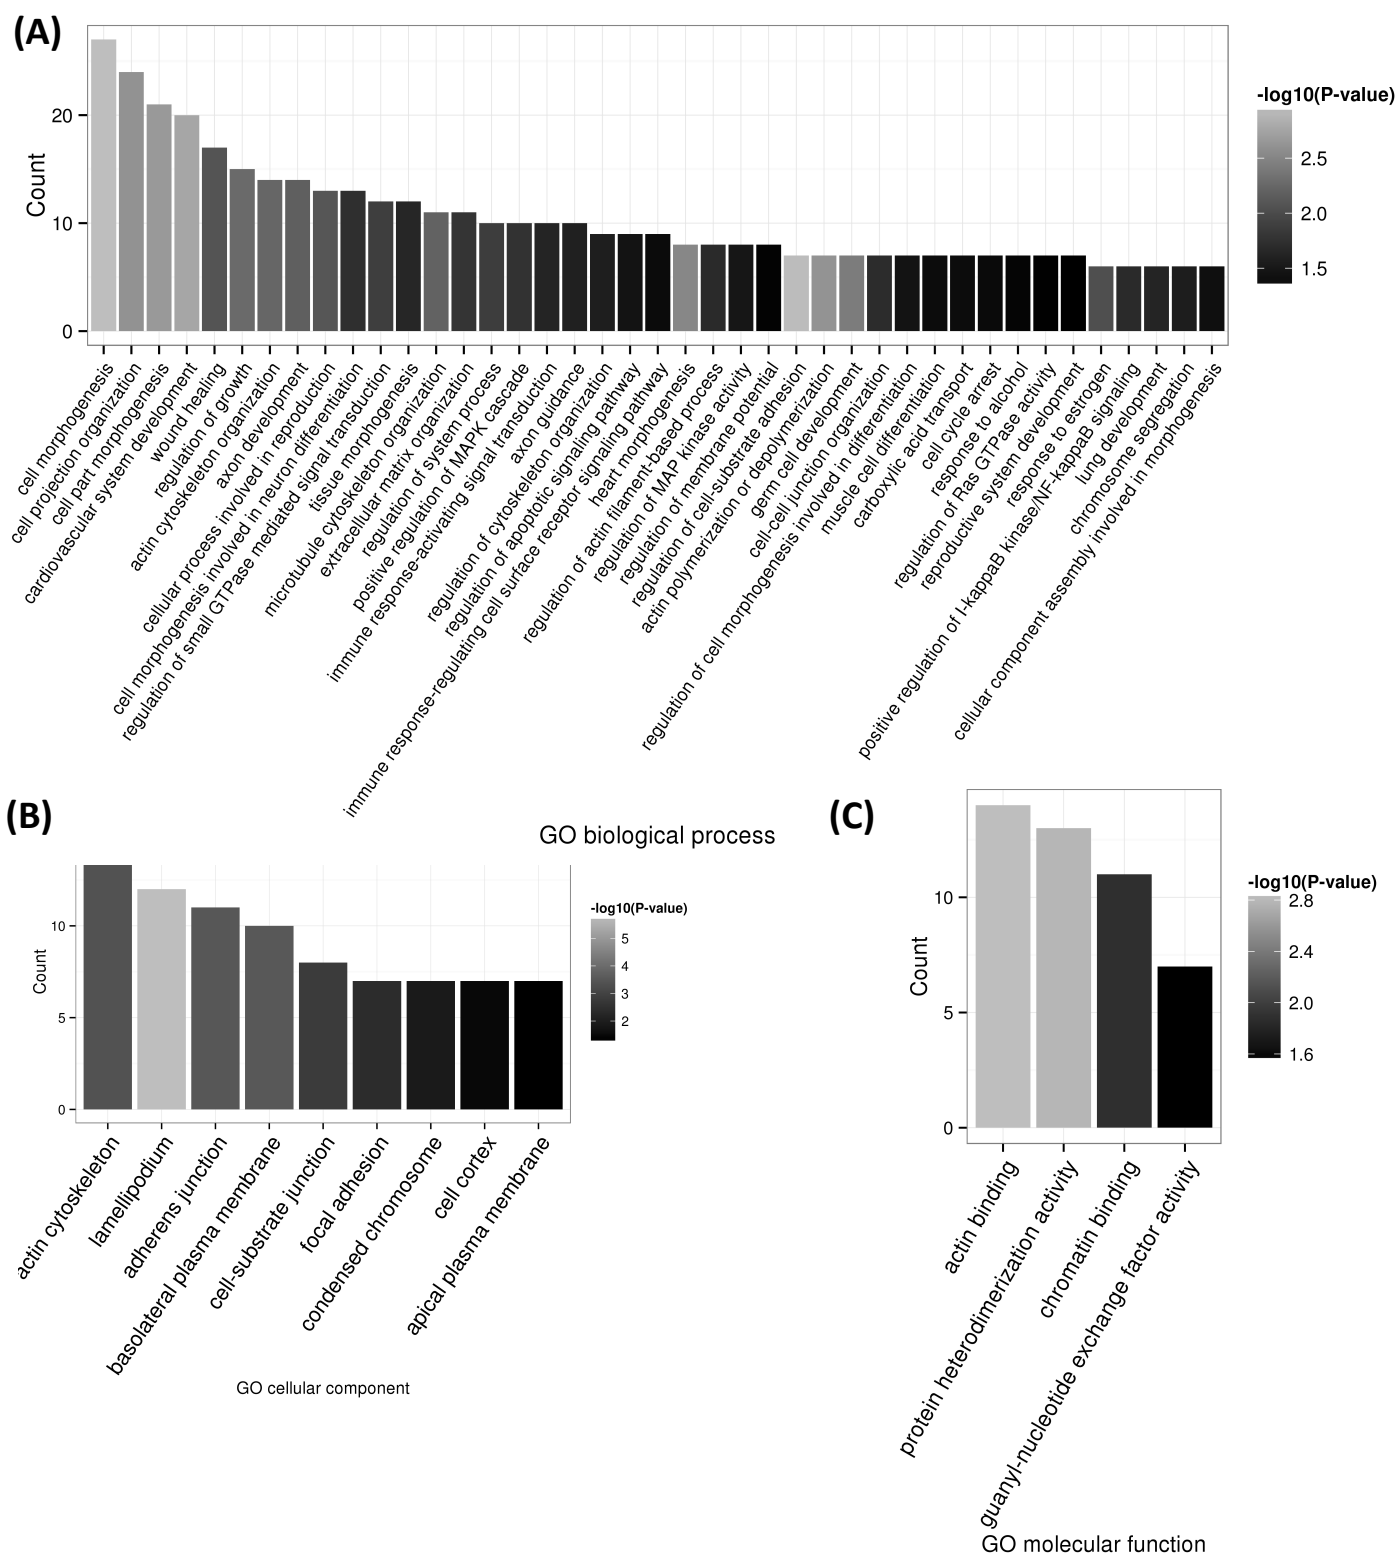 (A)
Count
20
10
0
-log10(P-value)
2.5
2.0
1.5
cell morphogenesis
cell projection organization
cell part morphogenesis
cardiovascular system development
wound healing
regulation of growth
actin cytoskeleton organization
axon development
cellular process involved in reproduction
cell morphogenesis involved in neuron differentiation
regulation of small GTPase mediated signal transduction
tissue morphogenesis
microtubule cytoskeleton organization
extracellular matrix organization
regulation of system process
positive regulation of MAPK cascade
immune response-activating signal transduction
axon guidance
regulation of cytoskeleton organization
regulation of apoptotic signaling pathway
immune response-regulating cell surface receptor signaling pathway
heart morphogenesis
regulation of actin filament-based process
regulation of MAP kinase activity
regulation of membrane potential
regulation of cell-substrate adhesion
actin polymerization or depolymerization
germ cell development
cell-cell junction organization
regulation of cell morphogenesis involved in differentiation
muscle cell differentiation
carboxylic acid transport
cell cycle arrest
response to alcohol
regulation of Ras GTPase activity
reproductive system development
response to estrogen
positive regulation of I-kappaB kinase/NF-kappaB signaling
lung development
chromosome segregation
cellular component assembly involved in morphogenesis
GO biological process
(B)
Count
10
5
0
-log10(P-value)
5
4
3
2
actin cytoskeleton
lamellipodium
adherens junction
basolateral plasma membrane
cell-substrate junction
focal adhesion
condensed chromosome
cell cortex
apical plasma membrane
GO cellular component
(C)
Count
10
5
0
-log10(P-value)
2.8
2.4
2.0
1.6
actin binding
protein heterodimerization activity
chromatin binding
guanyl-nucleotide exchange factor activity
GO molecular function